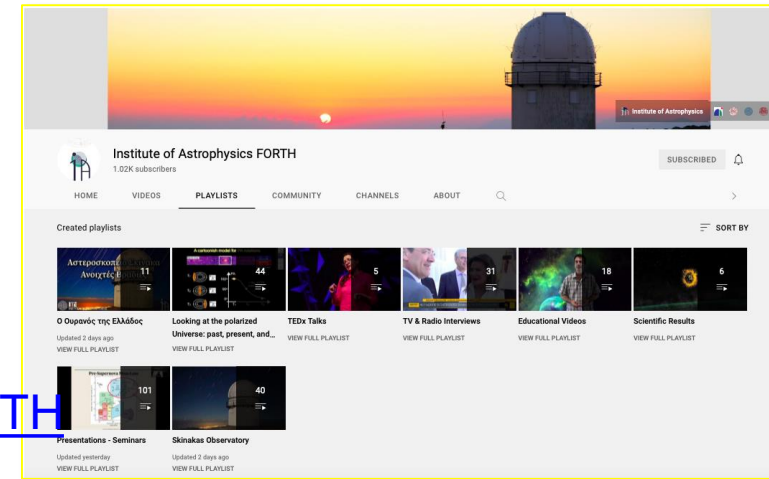 Institute of Astrophysics
Institute of Astrophysics FORTH
1.02K subscribers
SUBSCRIBED
HOME VIDEOS PLAYLISTS COMMUNITY CHANNELS ABOUT
Created playlists
SORT BY
Αστεροσκοπείο
Ανοιχτές
11
44
5
31
18
6
Ο Ουρανός της Ελλάδος
Updated 2 days ago
VIEW FULL PLAYLIST
Looking at the polarized
Universe: past, present, and...
VIEW FULL PLAYLIST
TEDx Talks
VIEW FULL PLAYLIST
TV & Radio Interviews
VIEW FULL PLAYLIST
Educational Videos
VIEW FULL PLAYLIST
Scientific Results
VIEW FULL PLAYLIST
101
40
TH
Presentations - Seminars
Updated yesterday
VIEW FULL PLAYLIST
Skinakas Observatory
Updated 2 days ago
VIEW FULL PLAYLIST